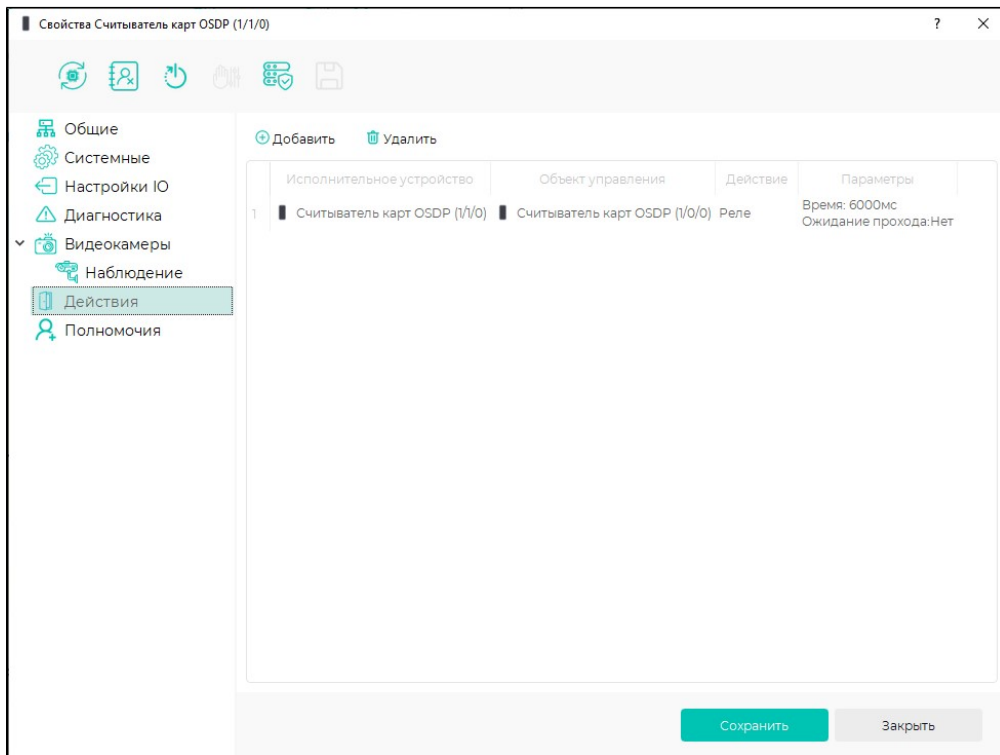 Свойства Считыватель карт OSDP (1/1/0)
?
Общие
Системные
Настройки IO
Диагностика
Видеокамеры
Наблюдение
Действия
Полномочия
Добавить Удалить
Исполнительное устройство Объект управления Действие Параметры
1 Считыватель карт OSDP (1/1/0) Считыватель карт OSDP (1/0/0) Реле Время: 6000мс
Ожидание прохода:Нет
Сохранить Закрыть